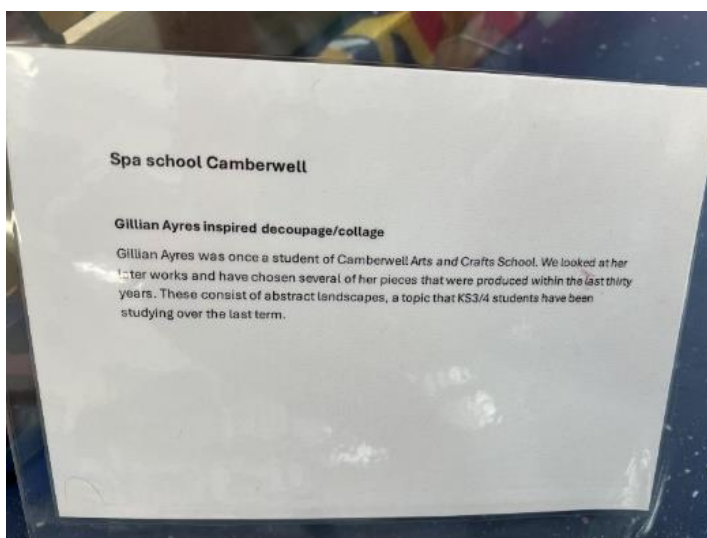 Spa school Camberwell
Gillian Ayres inspired decoupage/collage
Gillian Ayres was once a student of Camberwell Arts and Crafts School. We looked at her
later works and have chosen several of her pieces that were produced within the last thirty
years. These consist of abstract landscapes, a topic that KS3/4 students have been
studying over the last term.